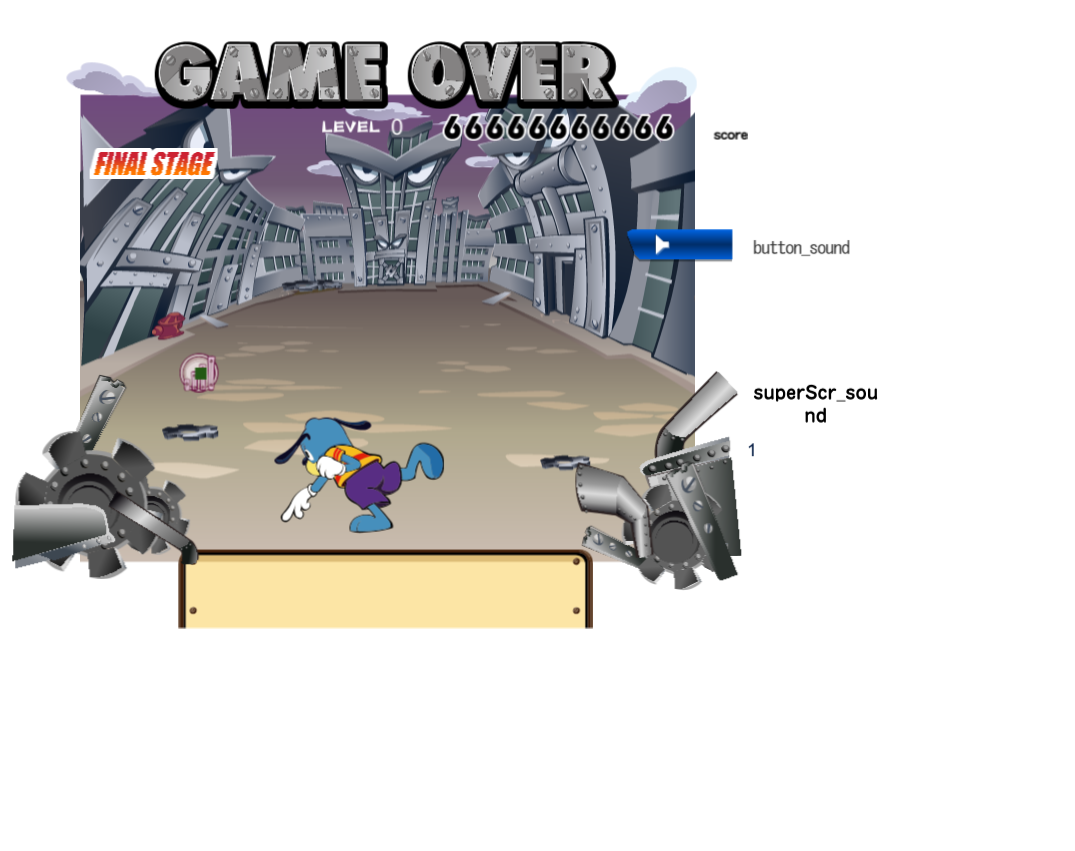 GAME OVER
LEVEL 0 66666666666
score
FINAL STAGE
button_sound
superScr_sou
nd
1